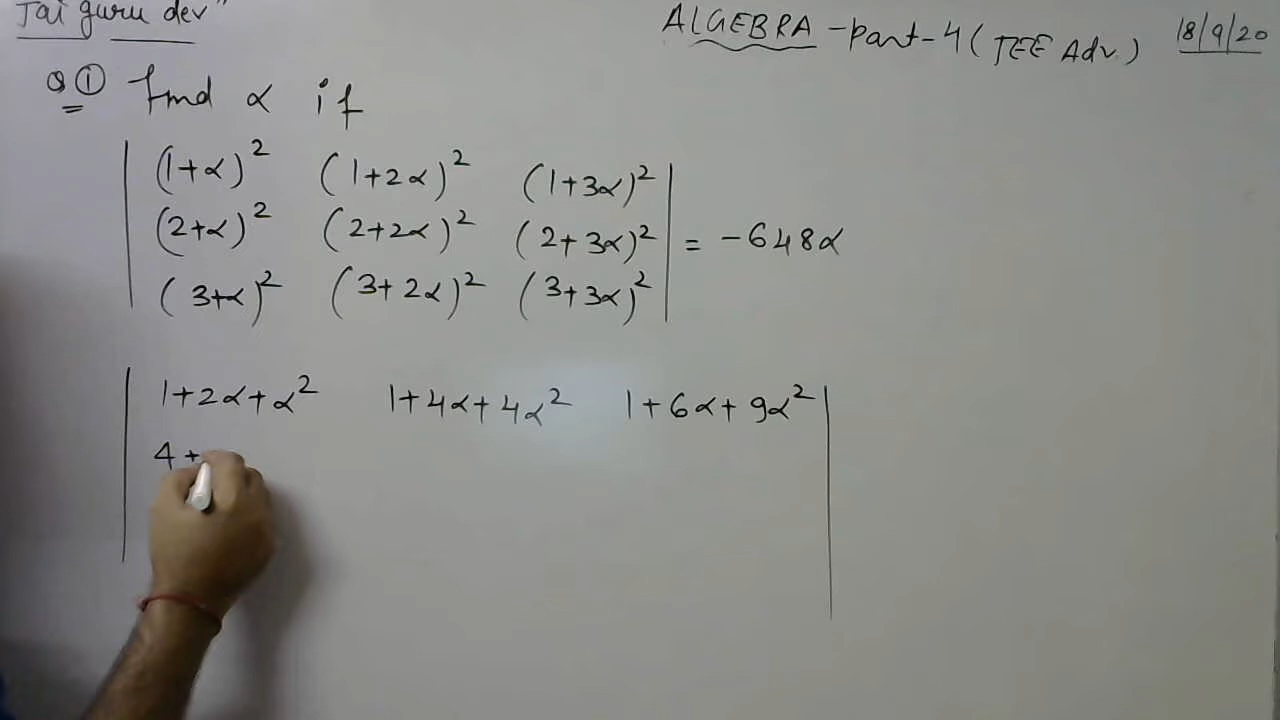 Jai guru dev"
ALGEBRA - part - 4 ( JEE Adv. ) 18/9/20
Q ① find α if
| (1+α)² (1+2α)² (1+3α)² |
| (2+α)² (2+2α)² (2+3α)² | = -648α
| (3+α)² (3+2α)² (3+3α)² |
| 1+2α+α² 1+4α+4α² 1+6α+9α² |
4 +